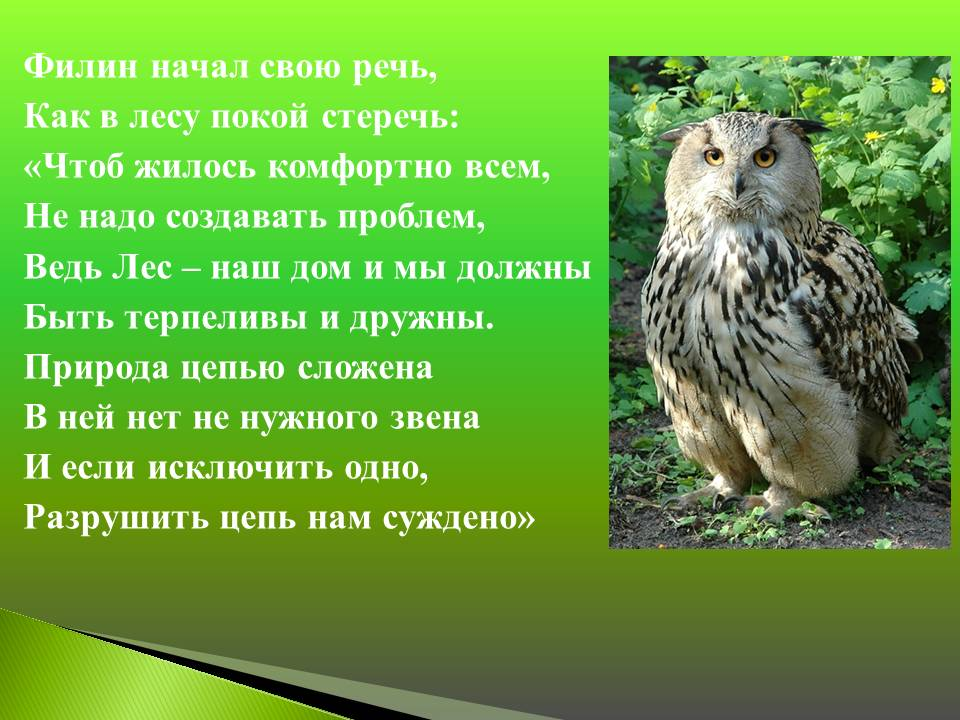 Филин начал свою речь,
Как в лесу покой стеречь:
«Чтоб жилось комфортно всем,
Не надо создавать проблем,
Ведь Лес – наш дом и мы должны
Быть терпеливы и дружны.
Природа цепью сложена
В ней нет не нужного звена
И если исключить одно,
Разрушить цепь нам суждено»